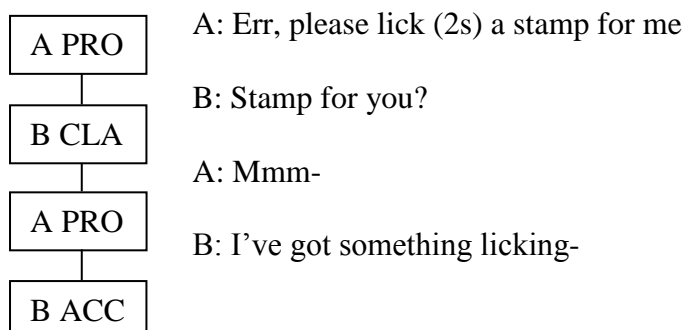 A PRO
A: Err, please lick (2s) a stamp for me
B CLA
B: Stamp for you?
A PRO
A: Mmm-
B ACC
B: I’ve got something licking-